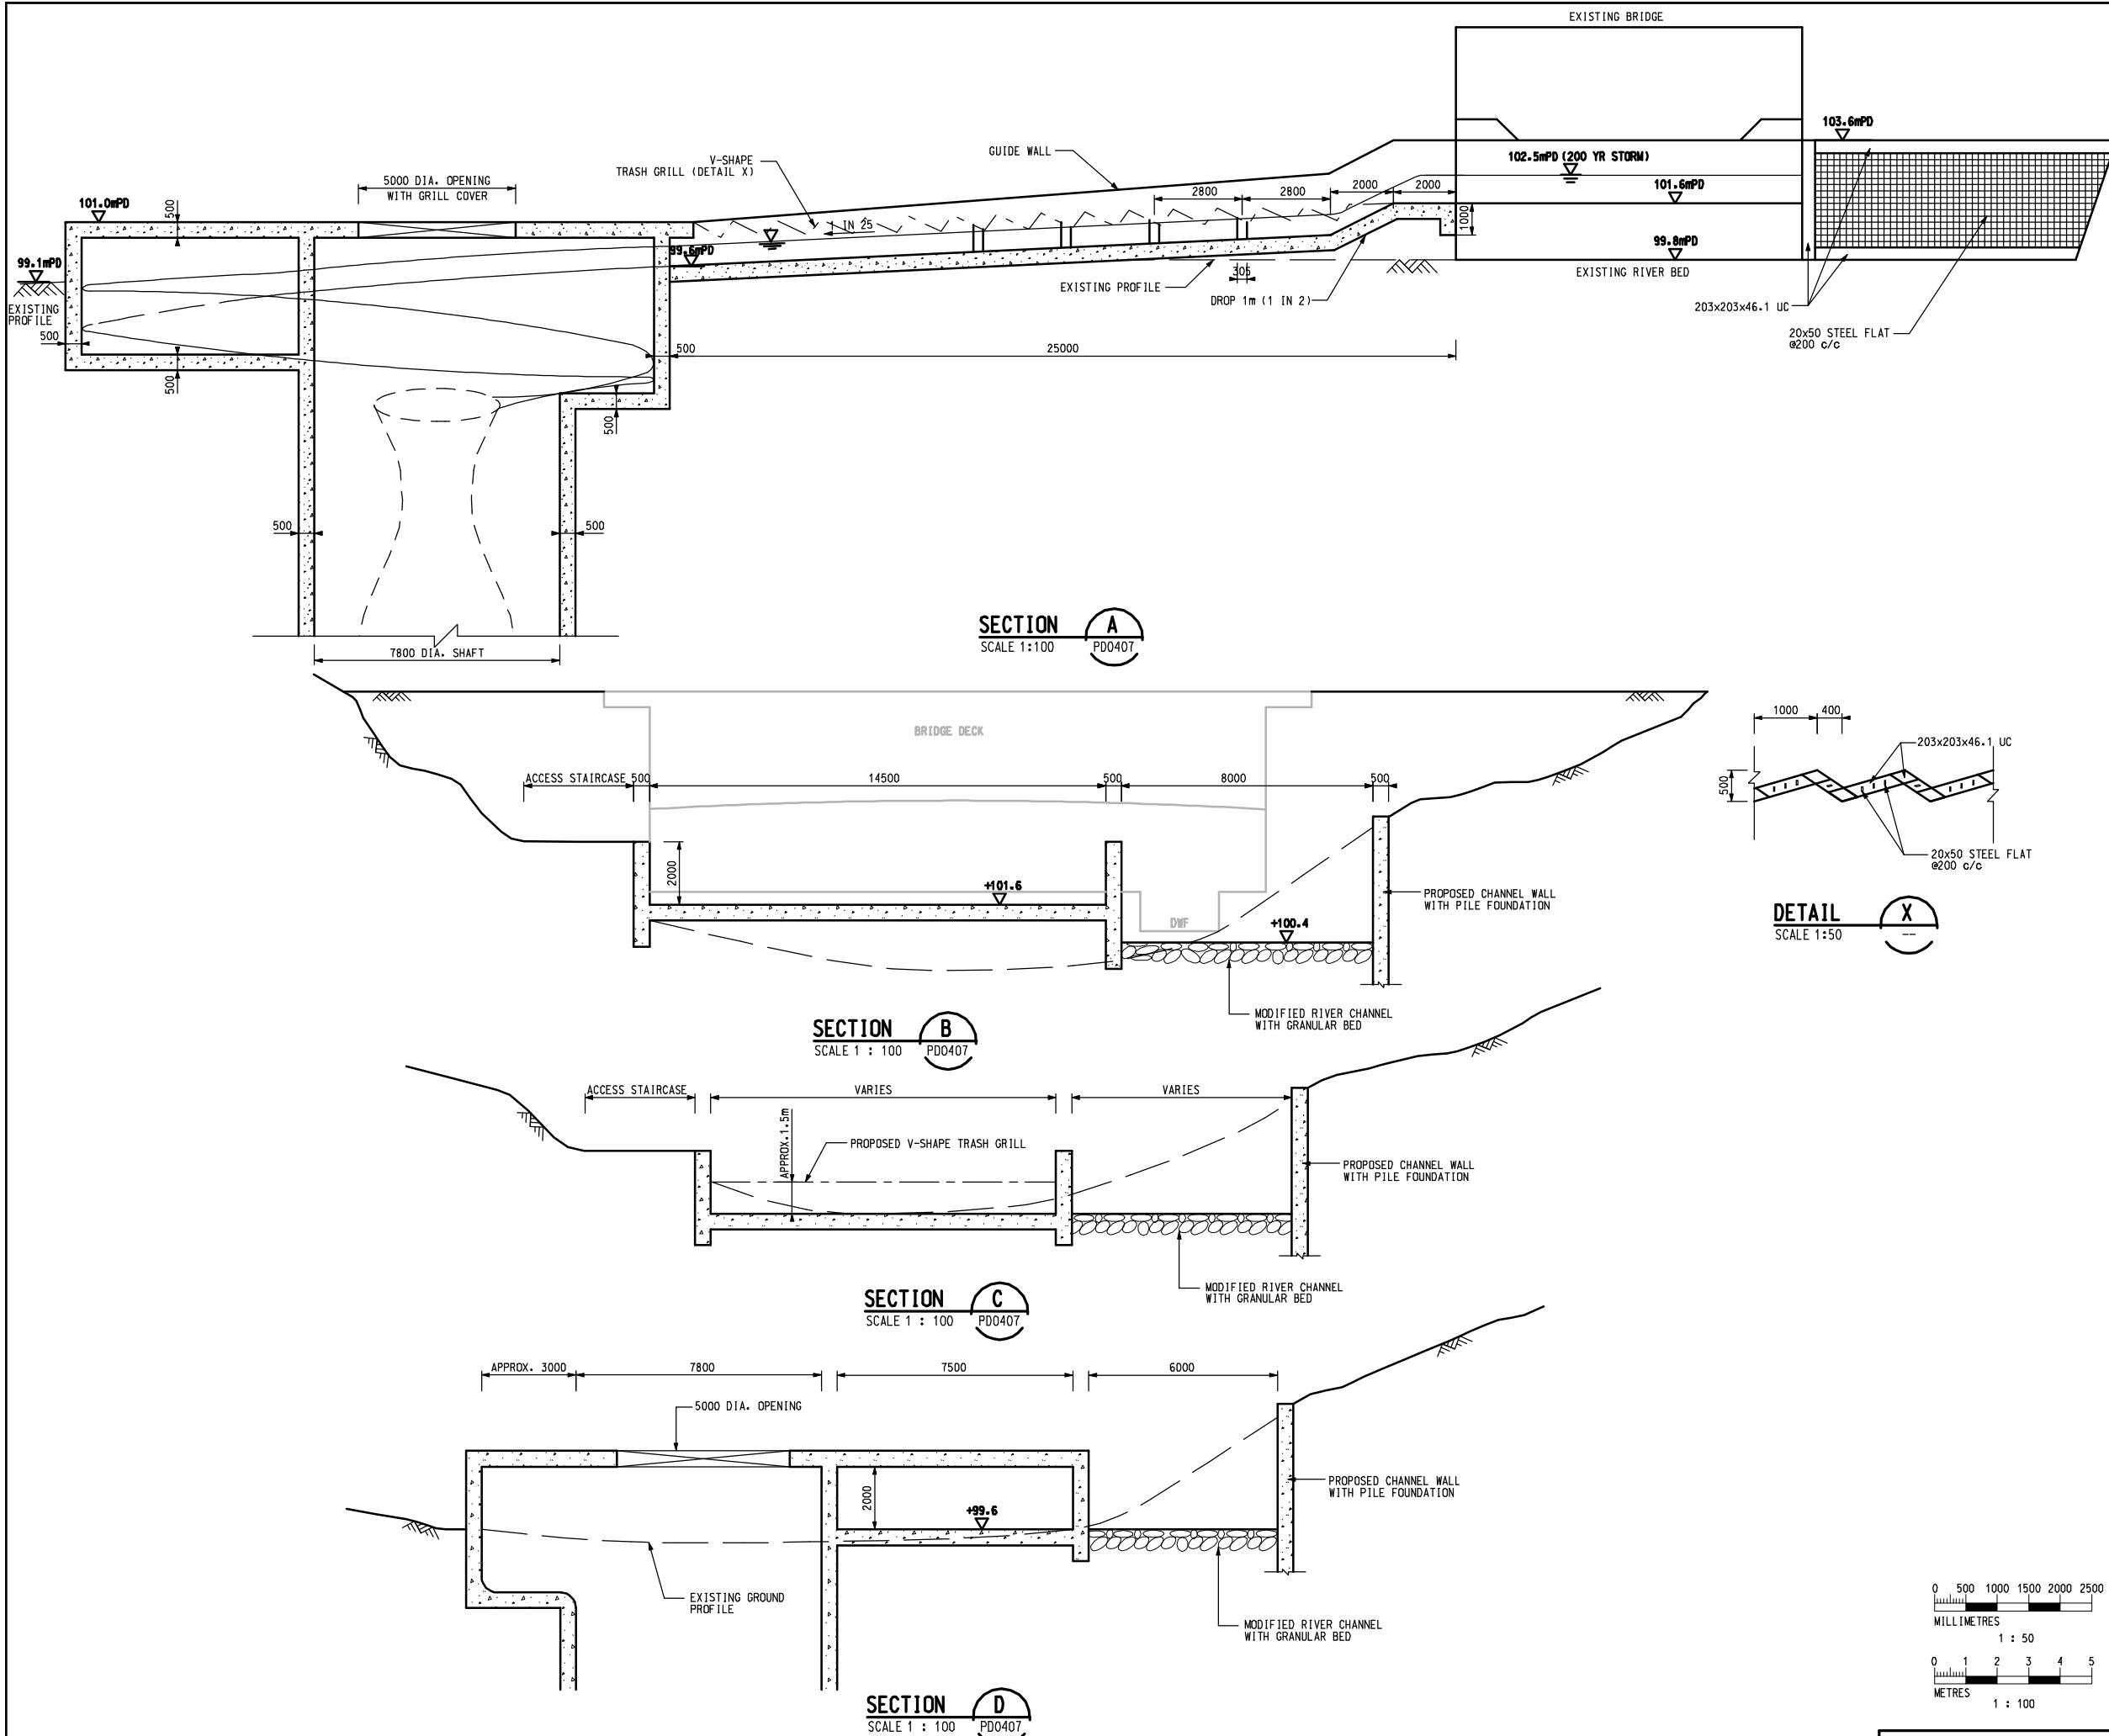 EXISTING BRIDGE
103.6mPD
102.5mPD (200 YR STORM)
101.6mPD
99.8mPD
EXISTING RIVER BED
GUIDE WALL
V-SHAPE
TRASH GRILL (DETAIL X)
5000 DIA. OPENING
WITH GRILL COVER
101.0mPD
500
99.1mPD
EXISTING
PROFILE
500
500
1 IN 25
99.6mPD
2800
2800
2000
2000
1000
305
EXISTING PROFILE
DROP 1m (1 IN 2)
203x203x46.1 UC
20x50 STEEL FLAT
@200 c/c
500
25000
500
500
500
7800 DIA. SHAFT
SECTION A
SCALE 1:100 PD0407
BRIDGE DECK
ACCESS STAIRCASE
500
14500
500
8000
500
2000
+101.6
DWF
+100.4
PROPOSED CHANNEL WALL
WITH PILE FOUNDATION
MODIFIED RIVER CHANNEL
WITH GRANULAR BED
SECTION B
SCALE 1 : 100 PD0407
1000
400
500
203x203x46.1 UC
20x50 STEEL FLAT
@200 c/c
DETAIL X
SCALE 1:50 --
ACCESS STAIRCASE
VARIES
VARIES
APPROX.1.5m
PROPOSED V-SHAPE TRASH GRILL
PROPOSED CHANNEL WALL
WITH PILE FOUNDATION
MODIFIED RIVER CHANNEL
WITH GRANULAR BED
SECTION C
SCALE 1 : 100 PD0407
APPROX. 3000
7800
7500
6000
5000 DIA. OPENING
2000
+99.6
PROPOSED CHANNEL WALL
WITH PILE FOUNDATION
EXISTING GROUND
PROFILE
MODIFIED RIVER CHANNEL
WITH GRANULAR BED
SECTION D
SCALE 1 : 100 PD0407
0 500 1000 1500 2000 2500
MILLIMETRES
1 : 50
0 1 2 3 4 5
METRES
1 : 100